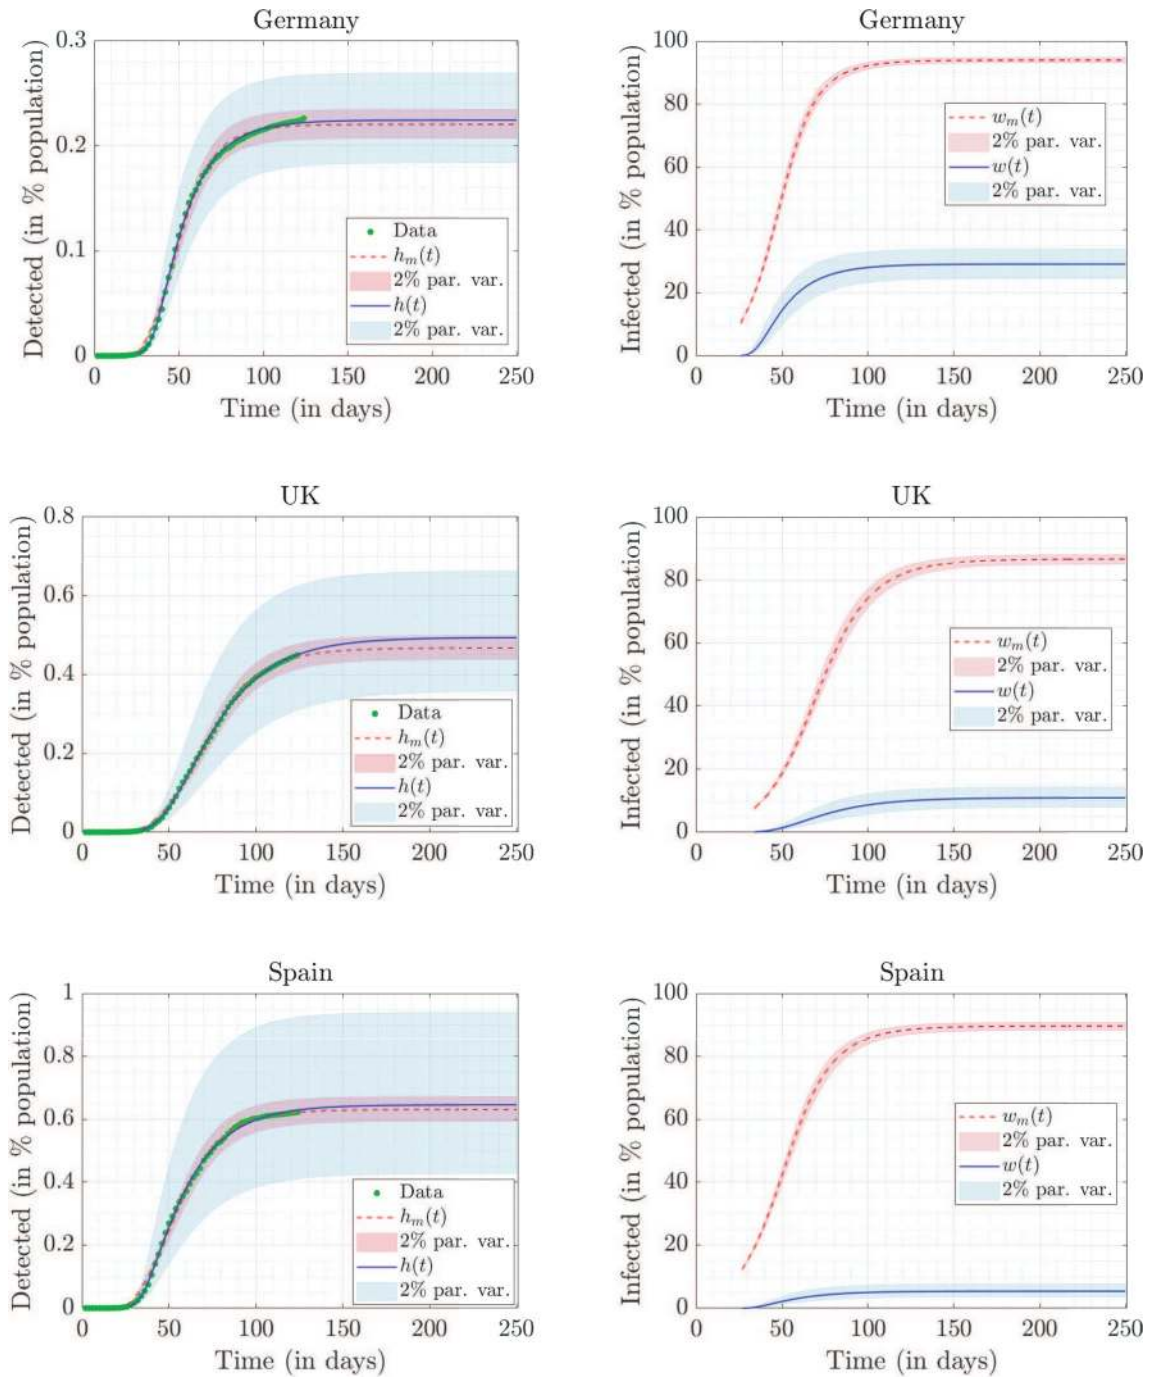 Germany
Detected (in % population)
0.3
0.2
0.1
0
Data
h_m(t)
2% par. var.
h(t)
2% par. var.
0 50 100 150 200 250
Time (in days)
Infected (in % population)
100
80
60
40
20
0
w_m(t)
2% par. var.
w(t)
2% par. var.
0 50 100 150 200 250
Time (in days)
UK
Detected (in % population)
0.8
0.6
0.4
0.2
0
Data
h_m(t)
2% par. var.
h(t)
2% par. var.
0 50 100 150 200 250
Time (in days)
UK
Infected (in % population)
100
80
60
40
20
0
w_m(t)
2% par. var.
w(t)
2% par. var.
0 50 100 150 200 250
Time (in days)
Spain
Detected (in % population)
1
0.8
0.6
0.4
0.2
0
Data
h_m(t)
2% par. var.
h(t)
2% par. var.
0 50 100 150 200 250
Time (in days)
Spain
Infected (in % population)
100
80
60
40
20
0
w_m(t)
2% par. var.
w(t)
2% par. var.
0 50 100 150 200 250
Time (in days)